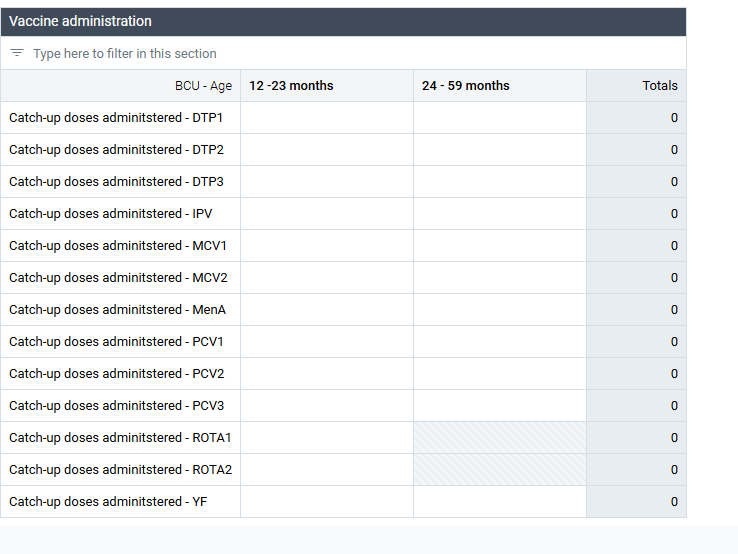 Vaccine administration
Type here to filter in this section
BCU - Age 12 -23 months 24 - 59 months Totals
Catch-up doses adminitstered - DTP1 0
Catch-up doses adminitstered - DTP2 0
Catch-up doses adminitstered - DTP3 0
Catch-up doses adminitstered - IPV 0
Catch-up doses adminitstered - MCV1 0
Catch-up doses adminitstered - MCV2 0
Catch-up doses adminitstered - MenA 0
Catch-up doses adminitstered - PCV1 0
Catch-up doses adminitstered - PCV2 0
Catch-up doses adminitstered - PCV3 0
Catch-up doses adminitstered - ROTA1 0
Catch-up doses adminitstered - ROTA2 0
Catch-up doses adminitstered - YF 0